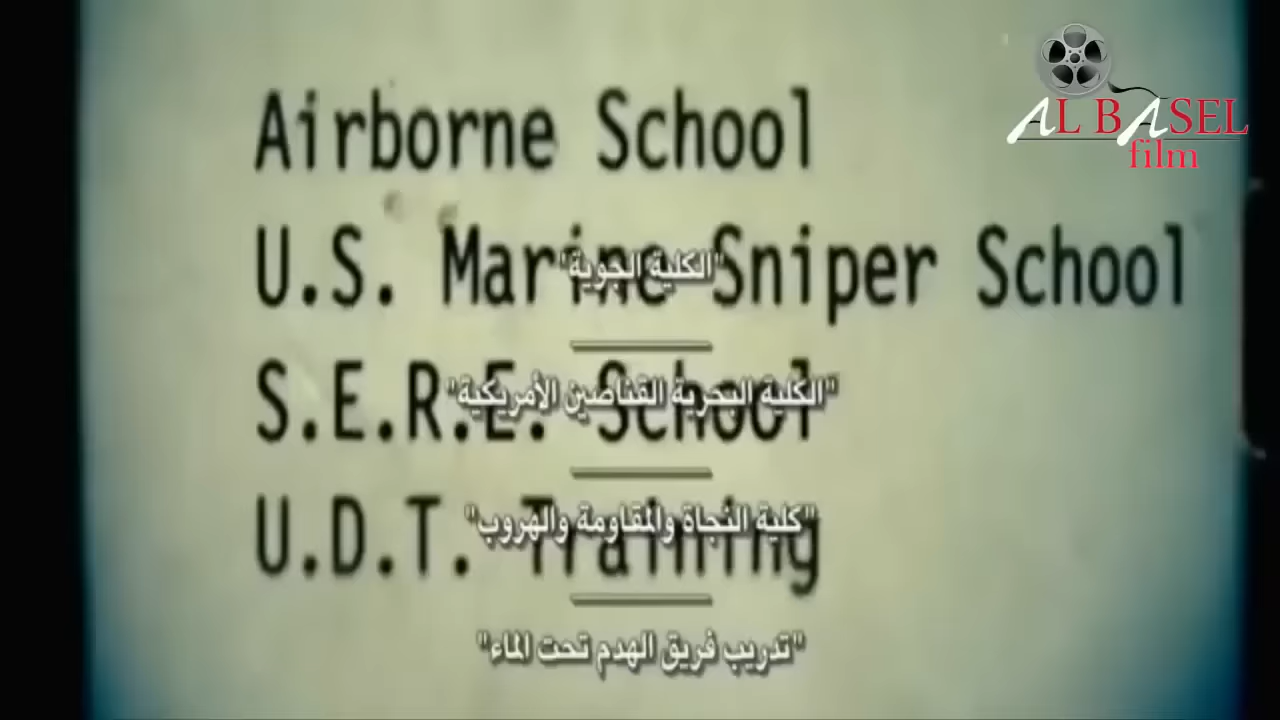 AL BASEL
film
Airborne School
U.S. Marine Sniper School
"الكلية الجوية"
S.E.R.E. School
"الكلية البحرية القناصين الأمريكية"
U.D.T. Training
"كلية النجاة والمقاومة والهروب"
"تدريب فريق الهدم تحت الماء"